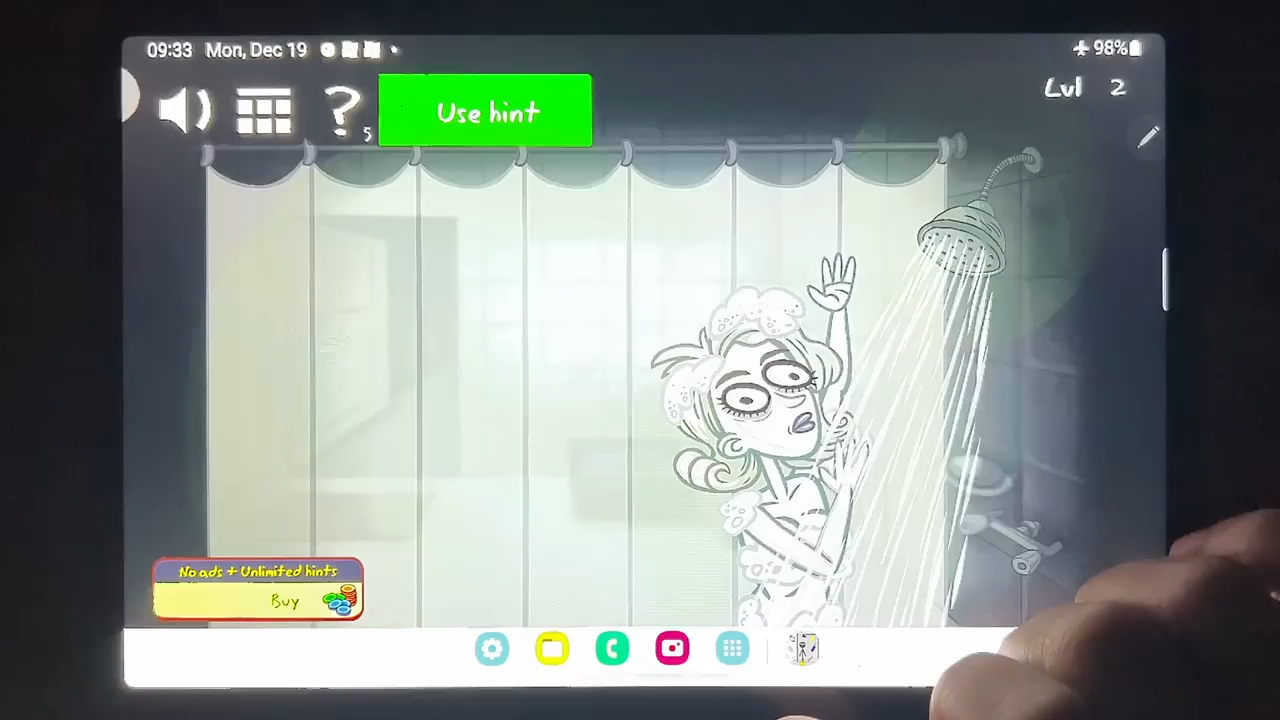 09:33 Mon, Dec 19
98%
?
5
Use hint
Lvl 2
No ads + Unlimited hints
Buy